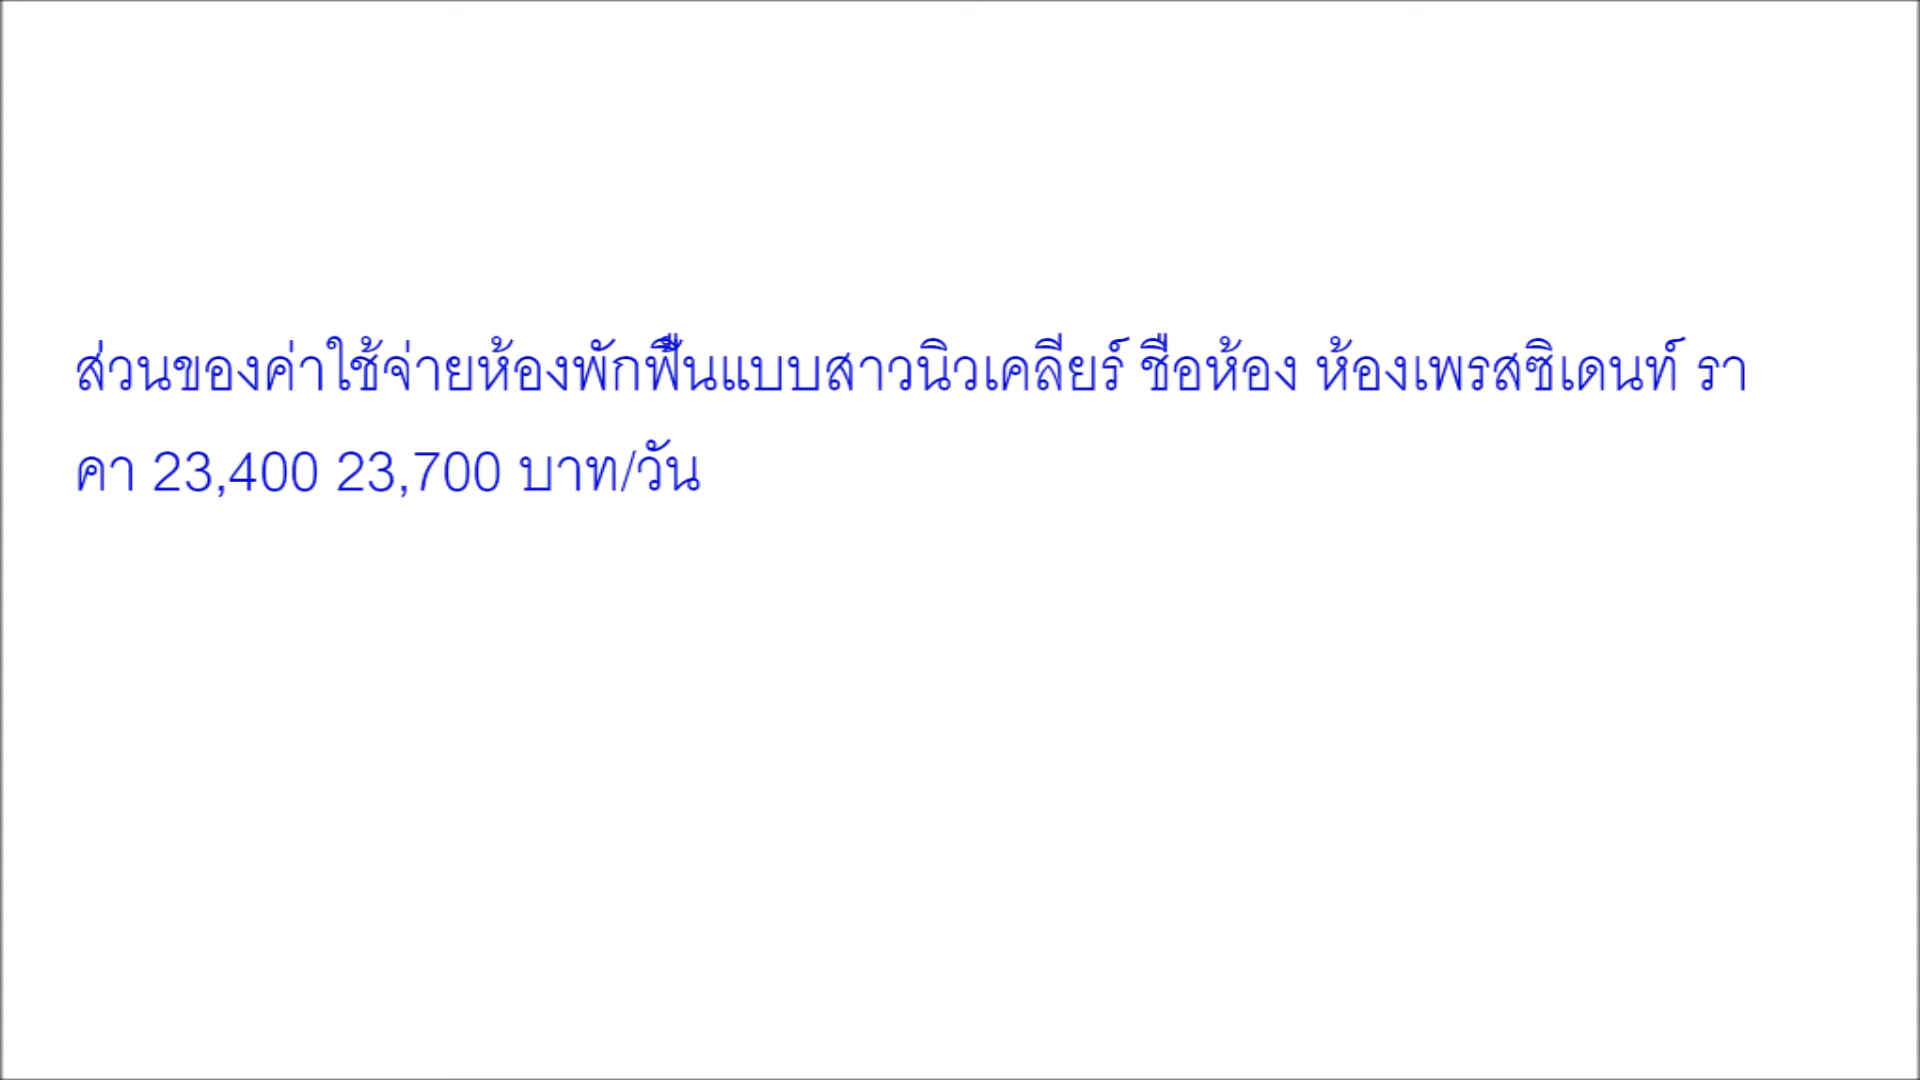 ส่วนของค่าใช้จ่ายห้องพักฟื้นแบบสาวนิวเคลียร์ ชื่อห้อง ห้องเพรสซิเดนท์ รา
คา 23,400 23,700 บาท/วัน